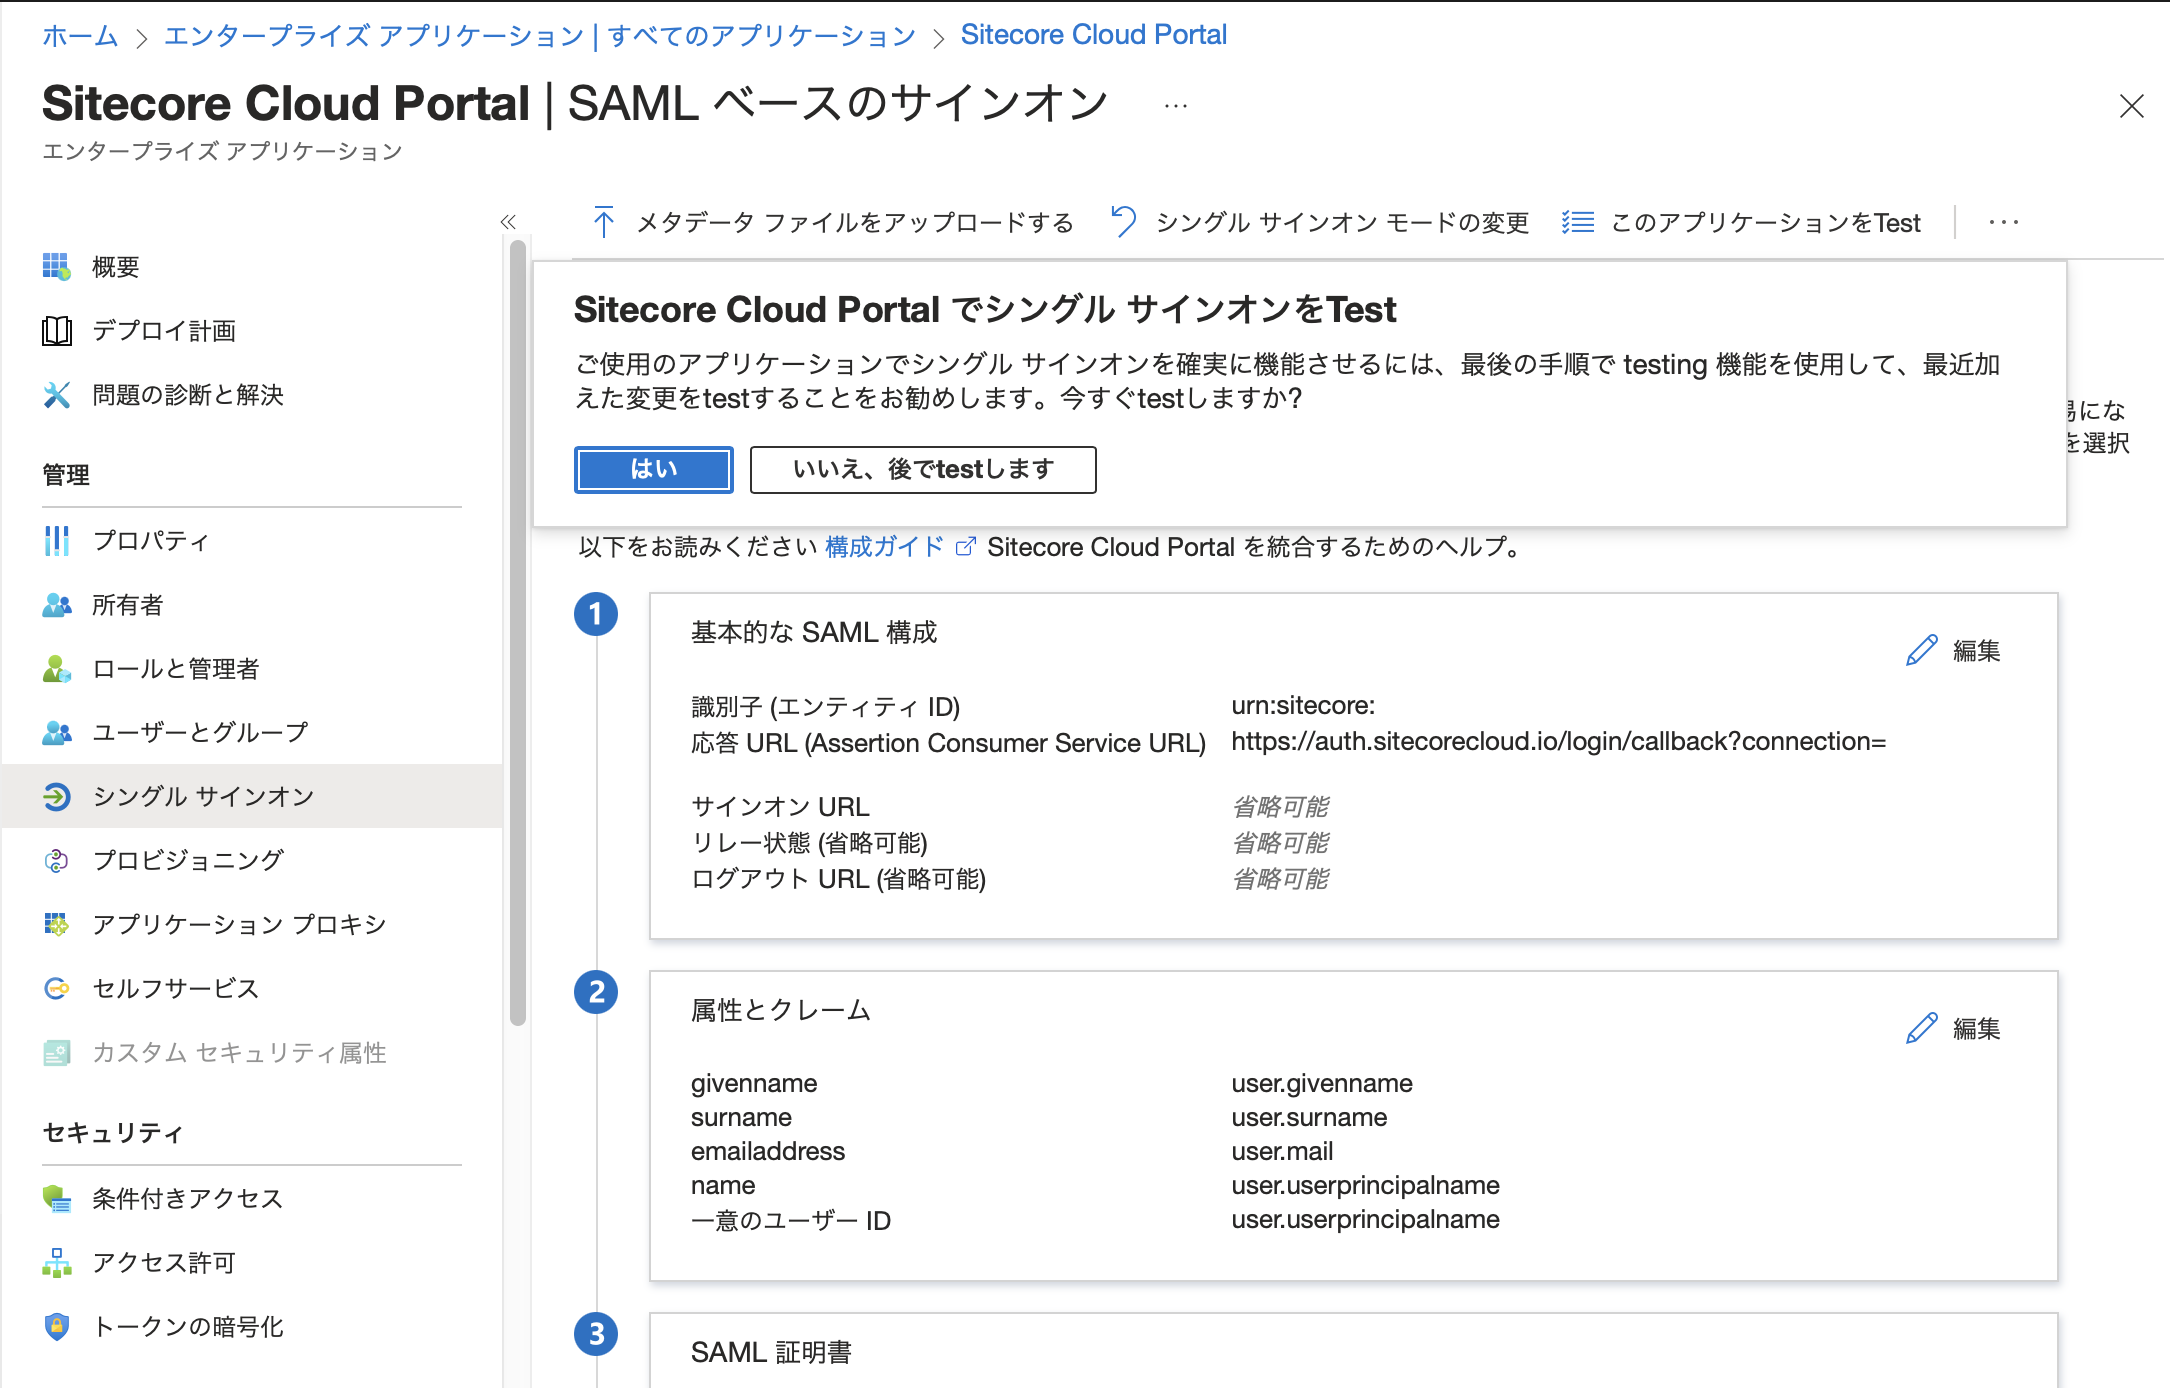 ホーム > エンタープライズ アプリケーション | すべてのアプリケーション > Sitecore Cloud Portal
Sitecore Cloud Portal | SAML ベースのサインオン ...
エンタープライズ アプリケーション
概要
デプロイ計画
問題の診断と解決
管理
プロパティ
所有者
ロールと管理者
ユーザーとグループ
シングル サインオン
プロビジョニング
アプリケーション プロキシ
セルフサービス
カスタム セキュリティ属性
セキュリティ
条件付きアクセス
アクセス許可
トークンの暗号化
メタデータ ファイルをアップロードする シングル サインオン モードの変更 このアプリケーションをTest ...
Sitecore Cloud Portal でシングル サインオンをTest
ご使用のアプリケーションでシングル サインオンを確実に機能させるには、最後の手順で testing 機能を使用して、最近加
えた変更をtestすることをお勧めします。今すぐtestしますか?
はい いいえ、後でtestします
にな
を選択
以下をお読みください 構成ガイド Sitecore Cloud Portal を統合するためのヘルプ。
1
基本的な SAML 構成
編集
識別子 (エンティティ ID) urn:sitecore:
応答 URL (Assertion Consumer Service URL) https://auth.sitecorecloud.io/login/callback?connection=
サインオン URL 省略可能
リレー状態 (省略可能) 省略可能
ログアウト URL (省略可能) 省略可能
2
属性とクレーム
編集
givenname user.givenname
surname user.surname
emailaddress user.mail
name user.userprincipalname
一意のユーザー ID user.userprincipalname
3
SAML 証明書